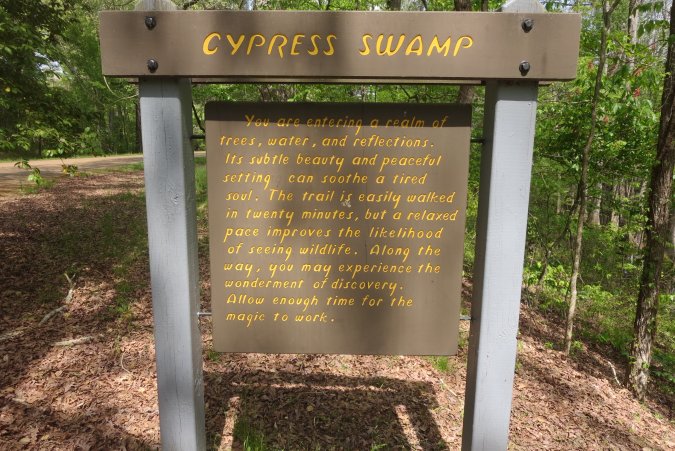 CYPRESS SWAMP
You are entering a realm of
trees, water, and reflections.
Its subtle beauty and peaceful
setting can soothe a tired
soul. The trail is easily walked
in twenty minutes, but a relaxed
pace improves the likelihood
of seeing wildlife. Along the
way, you may experience the
wonderment of discovery.
Allow enough time for the
magic to work.